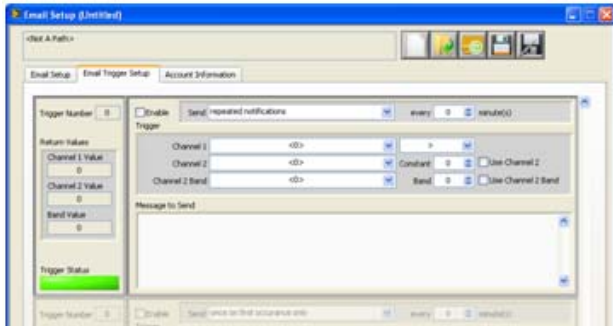 Email Setup (Untitled)
<Not A Path>
Email Setup Email Trigger Setup Account Information
Trigger Number 0 Enable Send repeated notifications every 0 minute(s)
Trigger
Return Values
Channel 1 <0> >
Channel 1 Value
0
Channel 2 <0> Constant 0 Use Channel 2
Channel 2 Value
0
Channel 2 Band <0> Band 0 Use Channel 2 Band
Band Value
0
Message to Send
Trigger Status
Trigger Number Enable Send once on first occurance only every 0 minute(s)